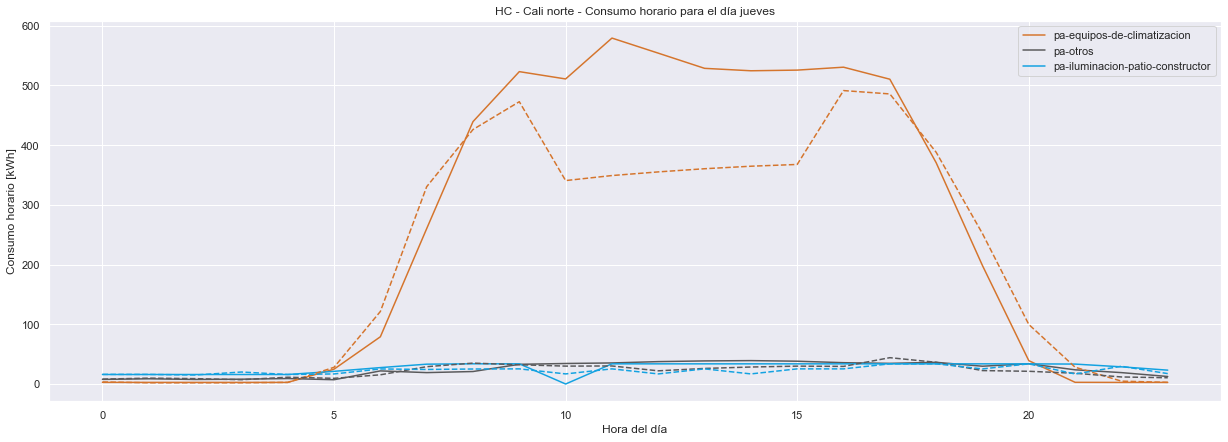 HC - Cali norte - Consumo horario para el día jueves
pa-equipos-de-climatizacion
pa-otros
pa-iluminacion-patio-constructor
Consumo horario [kWh]
600
500
400
300
200
100
0
0 5 10 15 20
Hora del día